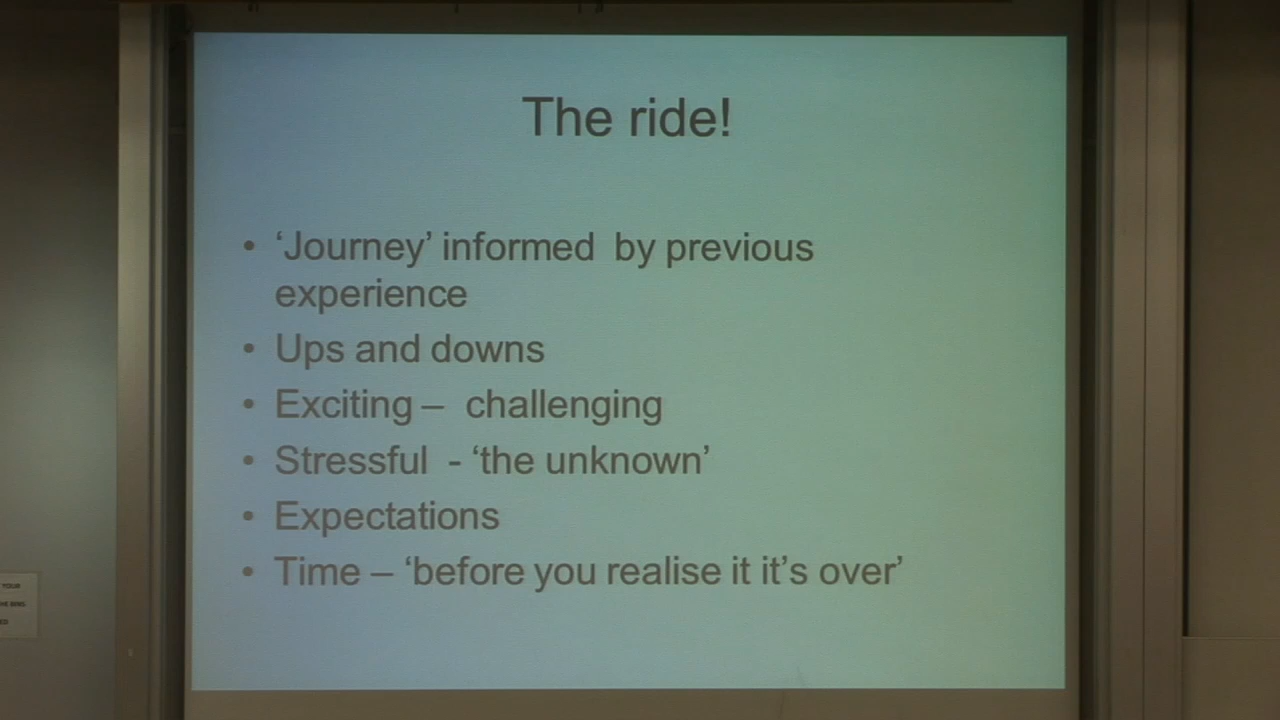 The ride!
• ‘Journey’ informed by previous
experience
• Ups and downs
• Exciting – challenging
• Stressful - ‘the unknown’
• Expectations
• Time – ‘before you realise it it’s over’
YOUR